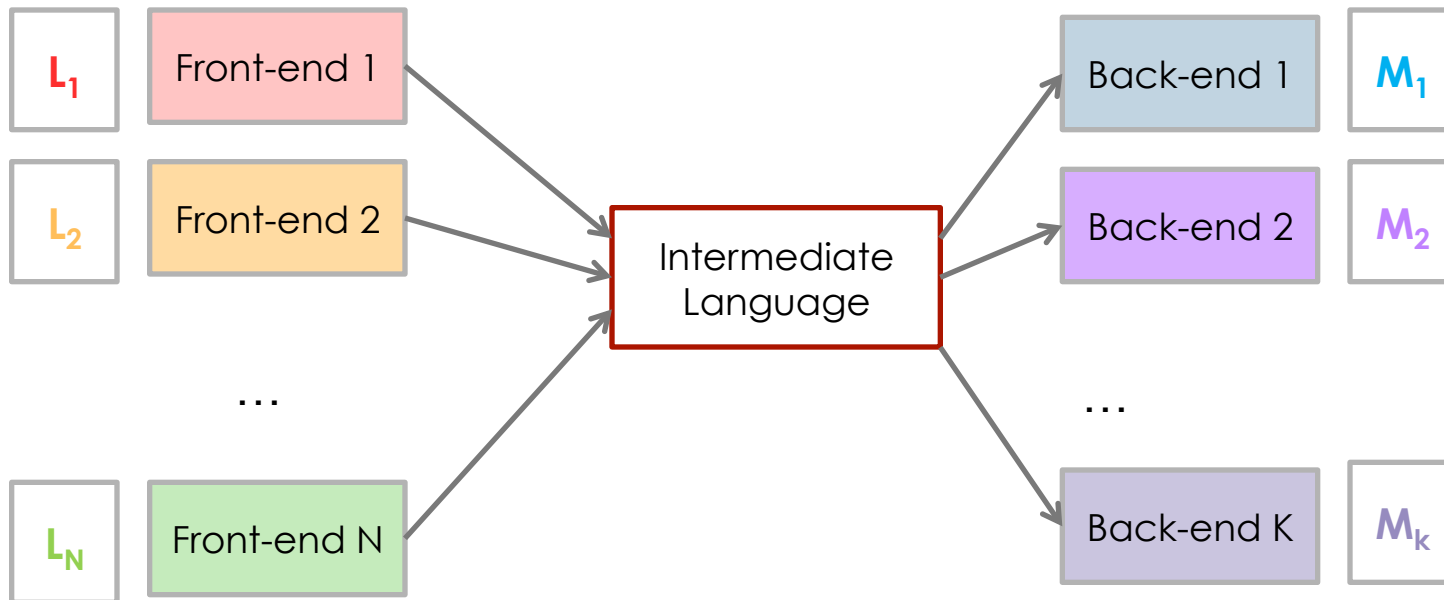 L₁
Front-end 1
L₂
Front-end 2
…
L_N
Front-end N
Intermediate
Language
Back-end 1
M₁
Back-end 2
M₂
…
Back-end K
Mₖ